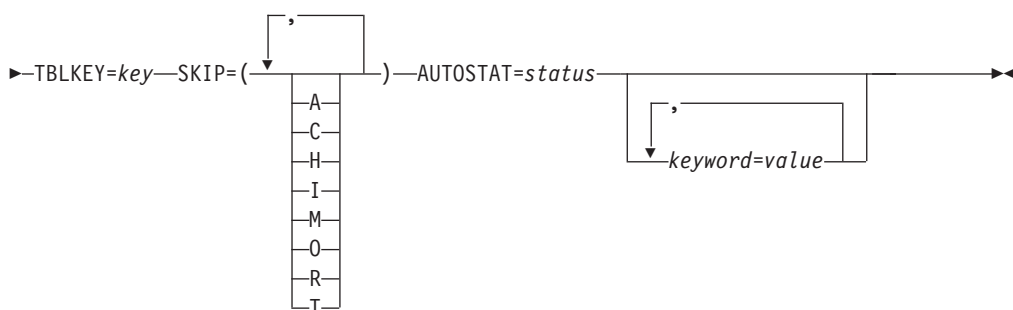 ,
TBLKEY=key SKIP=( ) AUTOSTAT=status
A
,
C
keyword=value
H
I
M
O
R
T